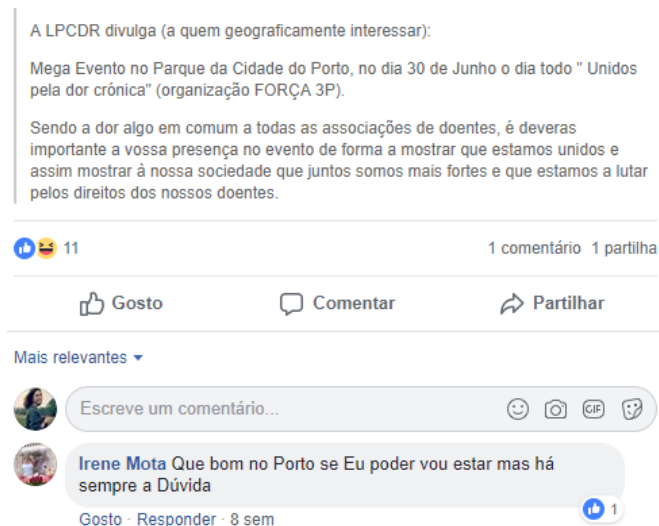 A LPCDR divulga (a quem geograficamente interessar):
Mega Evento no Parque da Cidade do Porto, no dia 30 de Junho o dia todo " Unidos
pela dor crónica" (organização FORÇA 3P).
Sendo a dor algo em comum a todas as associações de doentes, é deveras
importante a vossa presença no evento de forma a mostrar que estamos unidos e
assim mostrar à nossa sociedade que juntos somos mais fortes e que estamos a lutar
pelos direitos dos nossos doentes.
11
1 comentário 1 partilha
Gosto Comentar Partilhar
Mais relevantes
Escreve um comentário... GIF
Irene Mota Que bom no Porto se Eu poder vou estar mas há
sempre a Dúvida
1
Gosto · Responder · 8 sem